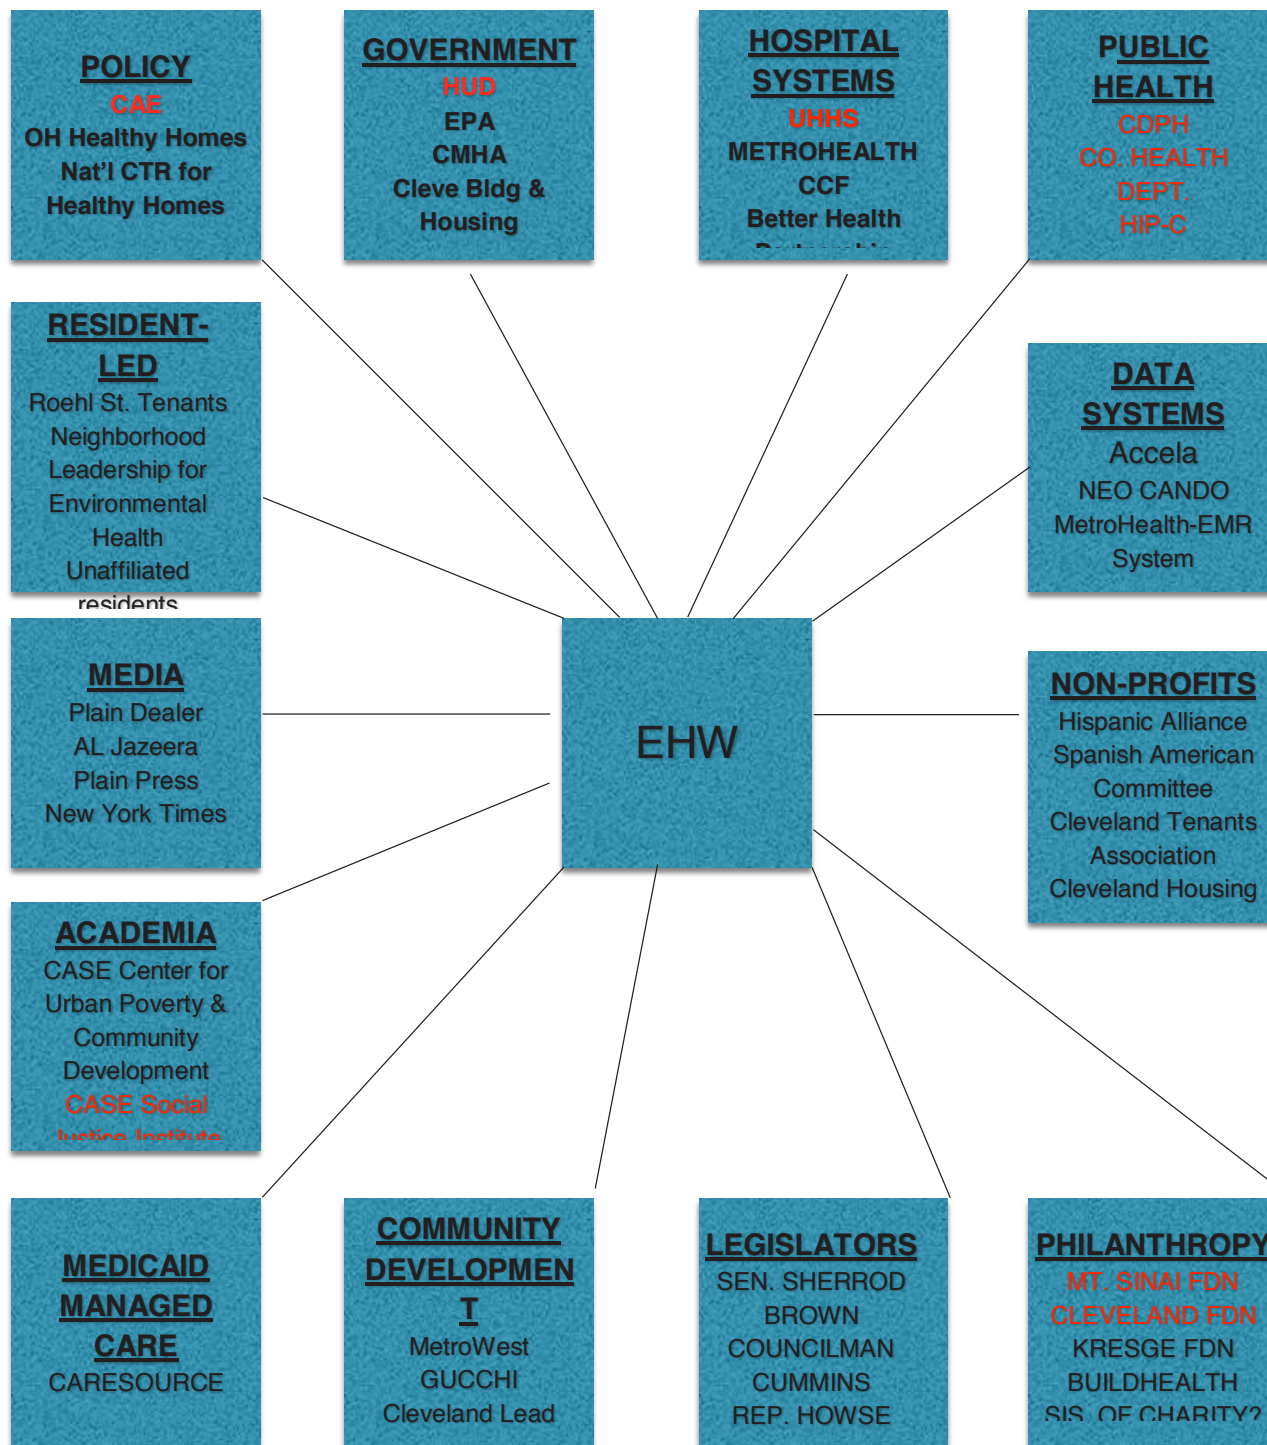 POLICY
CAE
OH Healthy Homes
Nat'l CTR for
Healthy Homes
GOVERNMENT
HUD
EPA
CMHA
Cleve Bldg &
Housing
HOSPITAL
SYSTEMS
UHHS
METROHEALTH
CCF
Better Health
Partnership
PUBLIC
HEALTH
CDPH
CO. HEALTH
DEPT.
HIP-C
RESIDENT-
LED
Roehl St. Tenants
Neighborhood
Leadership for
Environmental
Health
Unaffiliated
residents
DATA
SYSTEMS
Accela
NEO CANDO
MetroHealth-EMR
System
MEDIA
Plain Dealer
AL Jazeera
Plain Press
New York Times
EHW
NON-PROFITS
Hispanic Alliance
Spanish American
Committee
Cleveland Tenants
Association
Cleveland Housing
ACADEMIA
CASE Center for
Urban Poverty &
Community
Development
CASE Social
Justice Institute
MEDICAID
MANAGED
CARE
CARESOURCE
COMMUNITY
DEVELOPMEN
T
MetroWest
GUCCHI
Cleveland Lead
LEGISLATORS
SEN. SHERROD
BROWN
COUNCILMAN
CUMMINS
REP. HOWSE
PHILANTHROPY
MT. SINAI FDN
CLEVELAND FDN
KRESGE FDN
BUILDHEALTH
SIS. OF CHARITY?